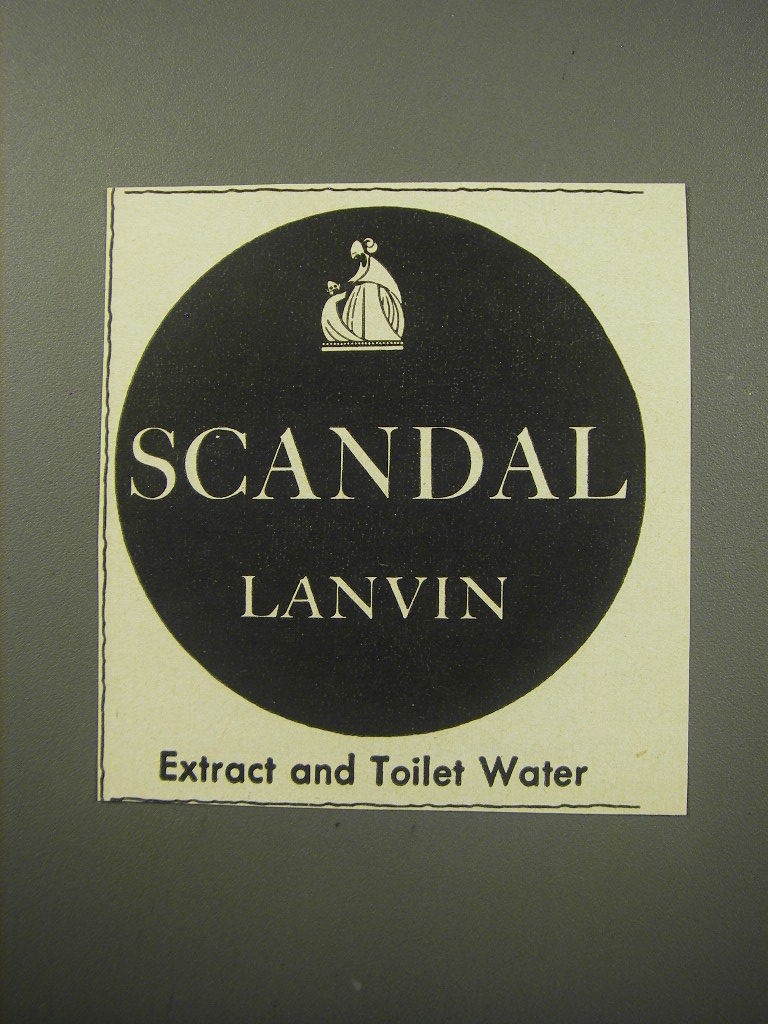 SCANDAL
LANVIN
Extract and Toilet Water